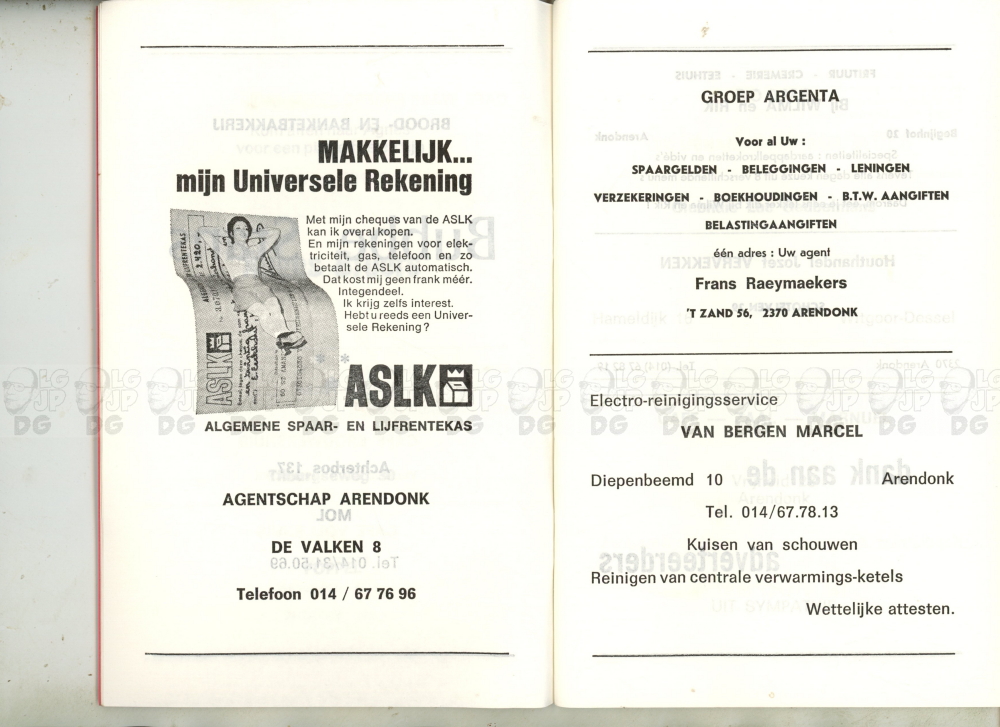 MAKKELIJK...
mijn Universele Rekening
Met mijn cheques van de ASLK
kan ik overal kopen.
En mijn rekeningen voor elek-
triciteit, gas, telefoon en zo
betaalt de ASLK automatisch.
Dat kost mij geen frank méér.
Integendeel.
Ik krijg zelfs interest.
Hebt u reeds een Univer-
sele Rekening ?
ASLK
ASLK
ALGEMENE SPAAR- EN LIJFRENTEKAS
AGENTSCHAP ARENDONK
DE VALKEN 8
Telefoon 014 / 67 76 96
GROEP ARGENTA
Voor al Uw :
SPAARGELDEN - BELEGGINGEN - LENINGEN
VERZEKERINGEN - BOEKHOUDINGEN - B.T.W. AANGIFTEN
BELASTINGAANGIFTEN
één adres : Uw agent
Frans Raeymaekers
'T ZAND 56, 2370 ARENDONK
Electro-reinigingsservice
VAN BERGEN MARCEL
Diepenbeemd 10 Arendonk
Tel. 014/67.78.13
Kuisen van schouwen
Reinigen van centrale verwarmings-ketels
Wettelijke attesten.